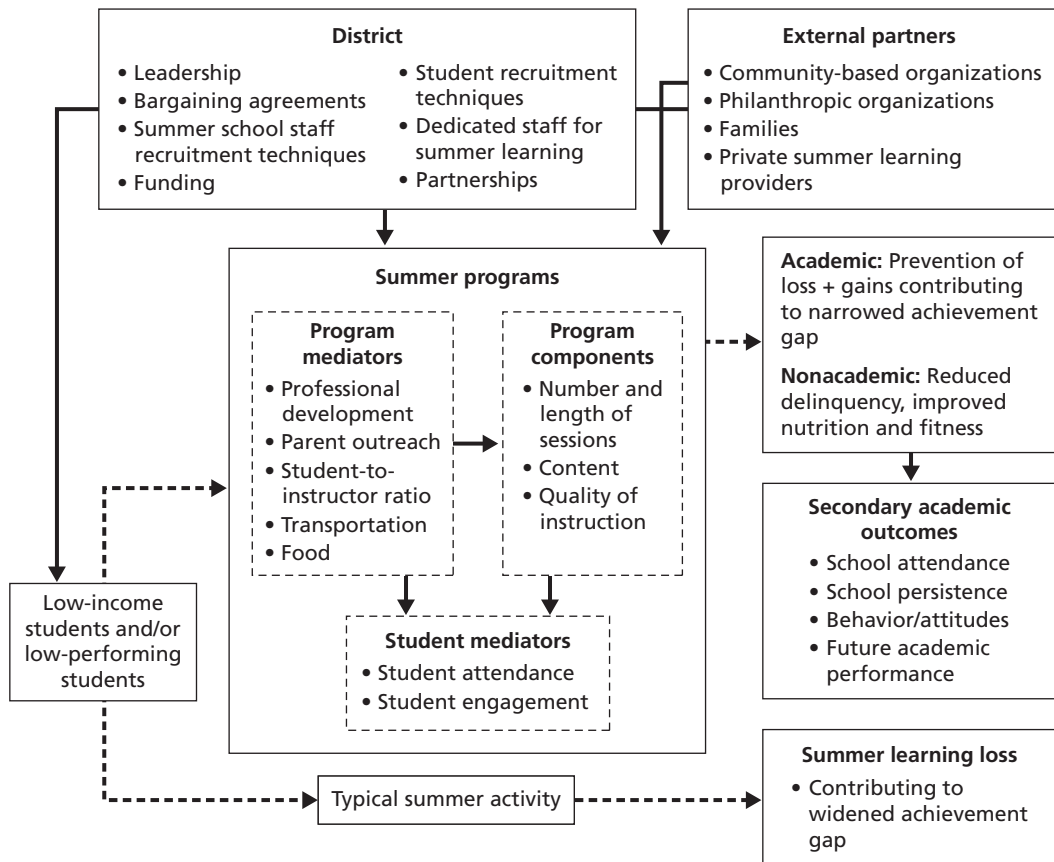 District
• Leadership
• Bargaining agreements
• Summer school staff
recruitment techniques
• Funding
• Student recruitment
techniques
• Dedicated staff for
summer learning
• Partnerships
External partners
• Community-based organizations
• Philanthropic organizations
• Families
• Private summer learning
providers
Summer programs
Program
mediators
• Professional
development
• Parent outreach
• Student-to-
instructor ratio
• Transportation
• Food
Program
components
• Number and
length of
sessions
• Content
• Quality of
instruction
Student mediators
• Student attendance
• Student engagement
Academic: Prevention of
loss + gains contributing
to narrowed achievement
gap
Nonacademic: Reduced
delinquency, improved
nutrition and fitness
Secondary academic
outcomes
• School attendance
• School persistence
• Behavior/attitudes
• Future academic
performance
Low-income
students and/or
low-performing
students
Typical summer activity
Summer learning loss
• Contributing to
widened achievement
gap